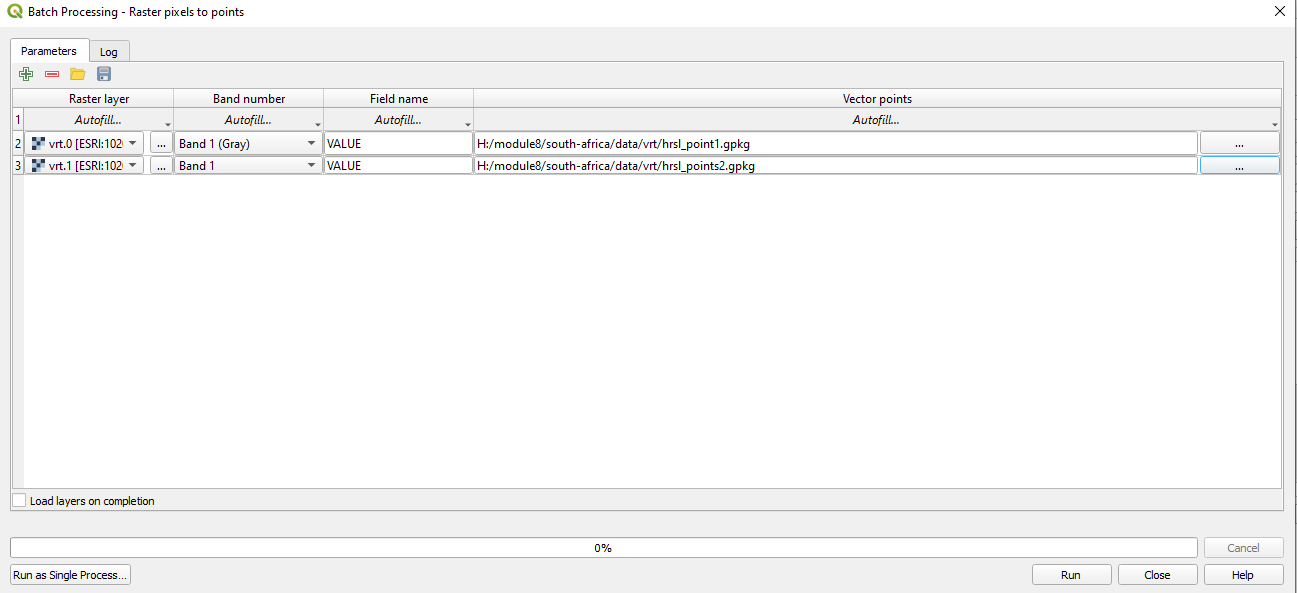 Batch Processing - Raster pixels to points
Parameters Log
Raster layer Band number Field name Vector points
1 Autofill... Autofill... Autofill... Autofill...
2 vrt.0 [ESRI:102 ... Band 1 (Gray) VALUE H:/module8/south-africa/data/vrt/hrsl_point1.gpkg ...
3 vrt.1 [ESRI:102 ... Band 1 VALUE H:/module8/south-africa/data/vrt/hrsl_points2.gpkg ...
Load layers on completion
0% Cancel
Run as Single Process... Run Close Help